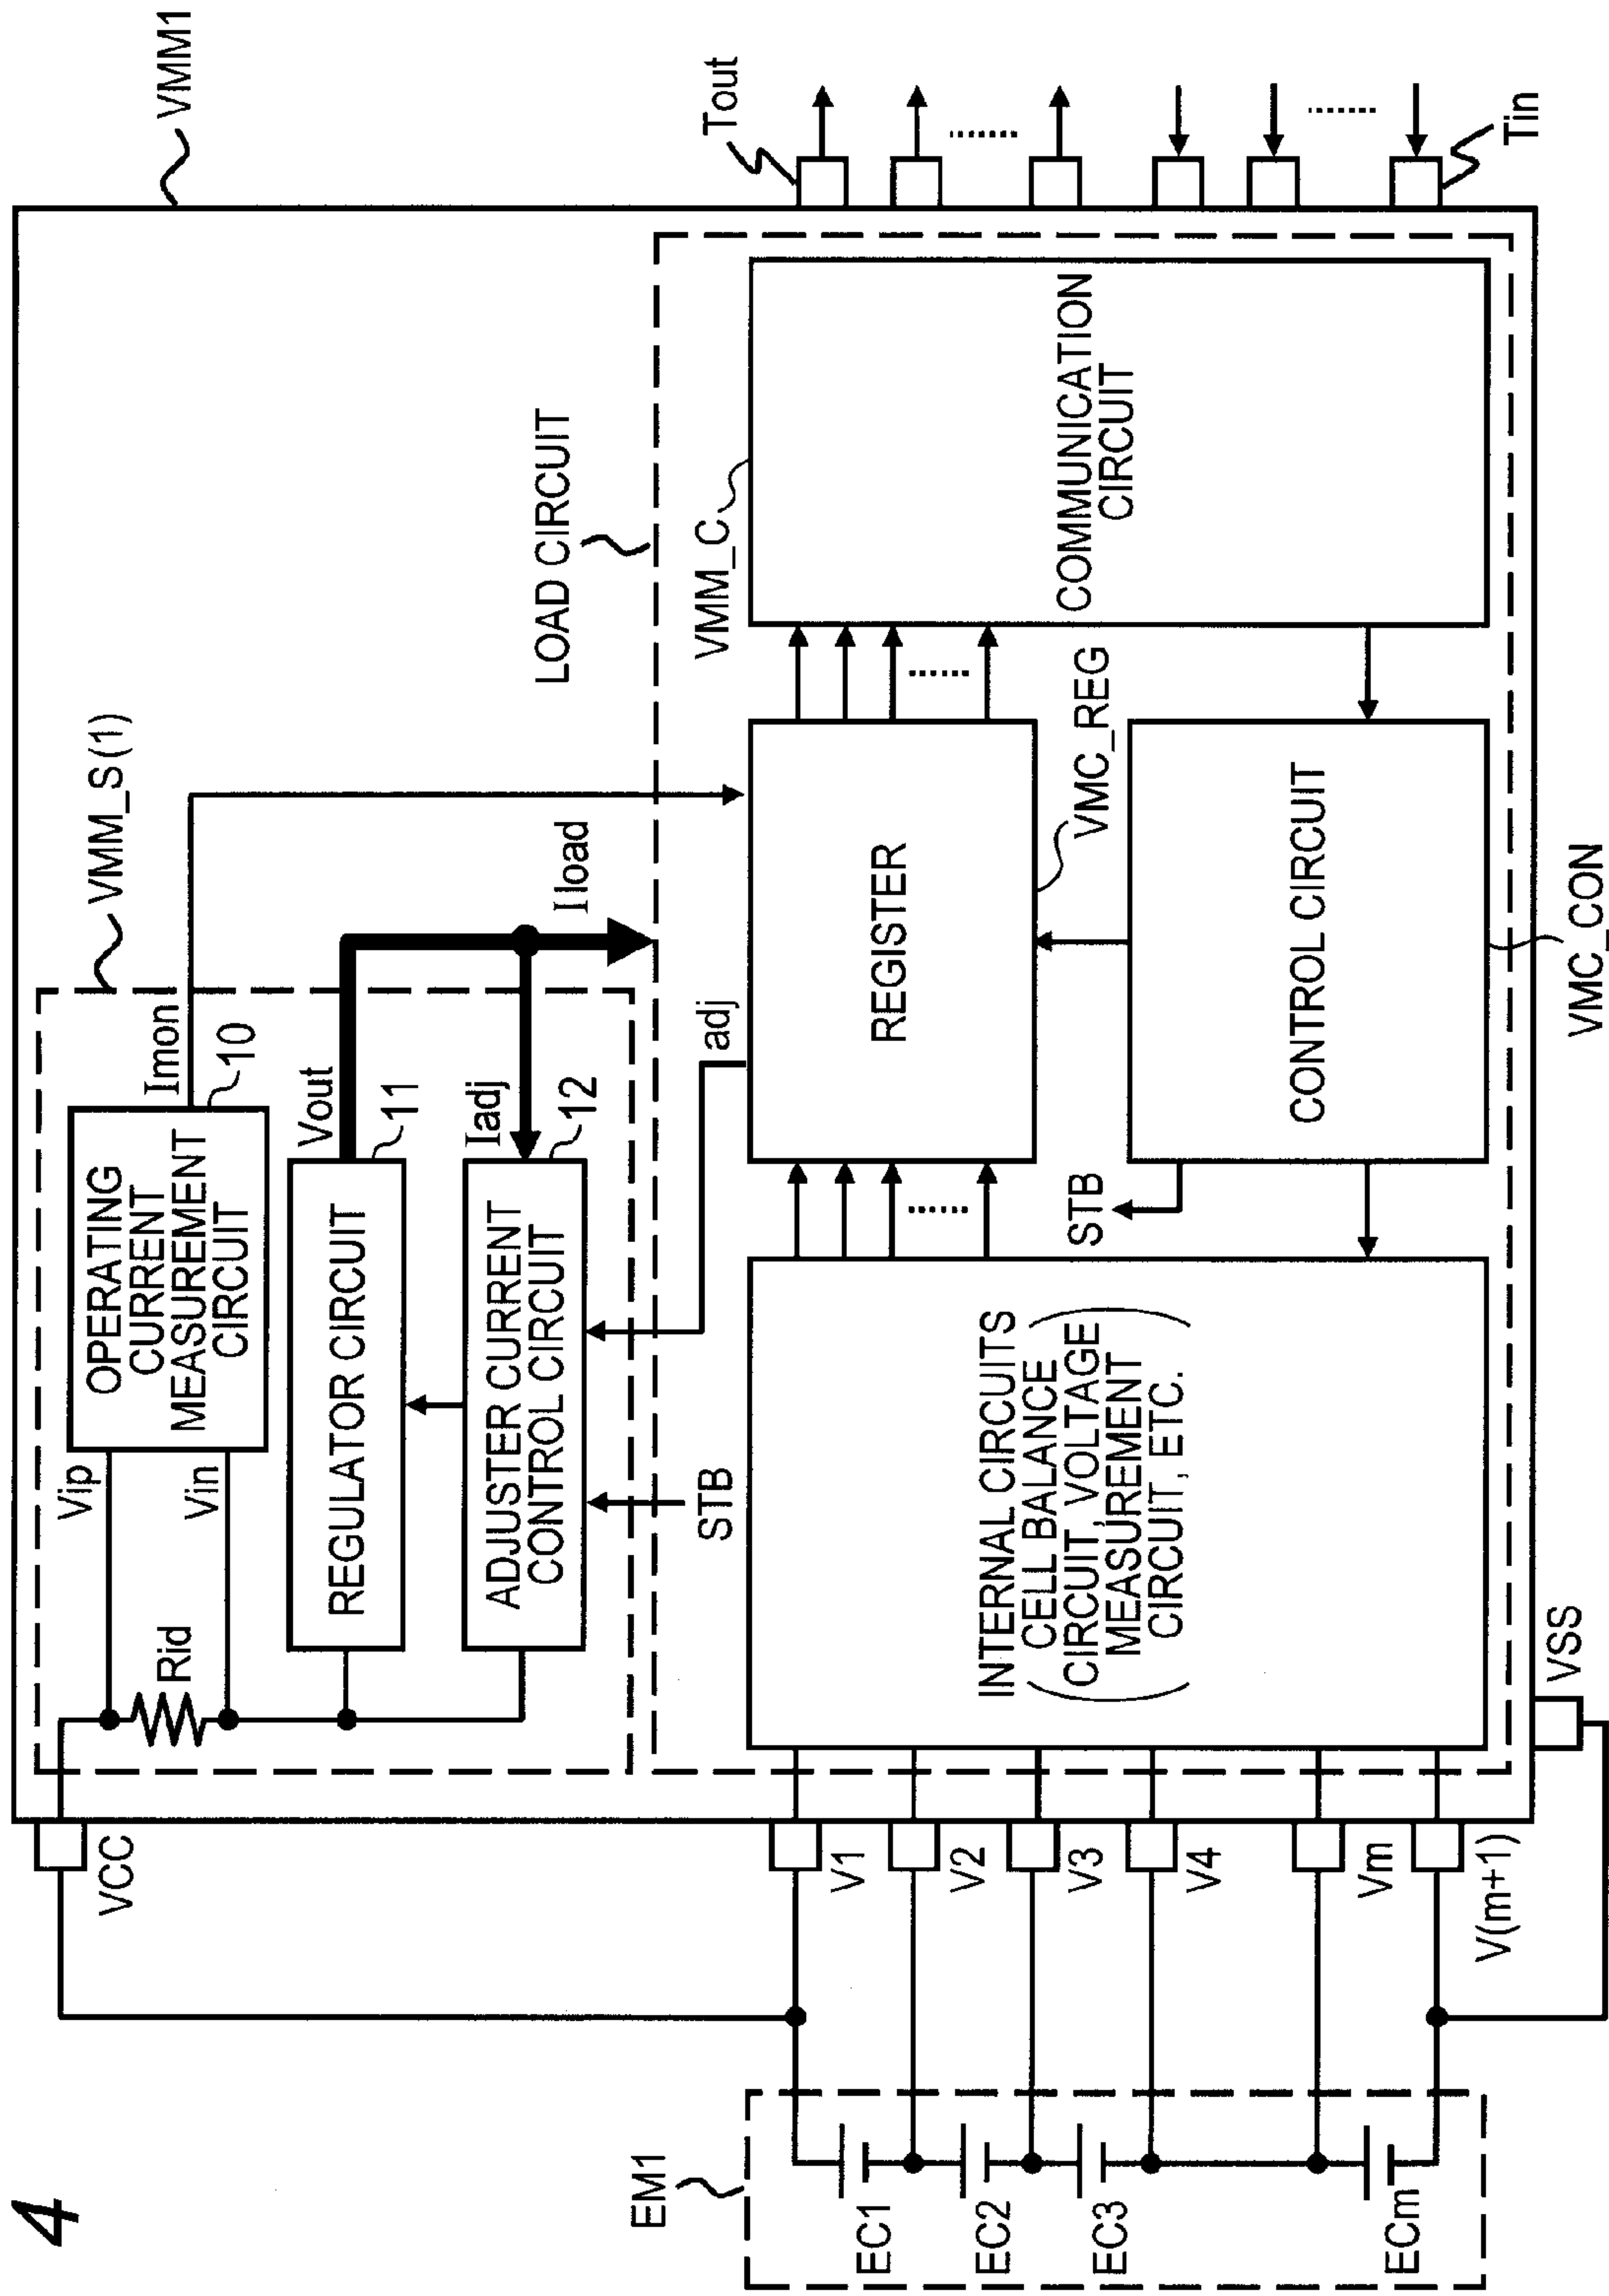 4
VMM1
VMM_S(1)
LOAD CIRCUIT
VCC
Rid
Vip
Vin
OPERATING
CURRENT
MEASUREMENT
CIRCUIT
Imon
10
REGULATOR CIRCUIT
Vout
11
ADJUSTER CURRENT
CONTROL CIRCUIT
Iadj
12
Iload
STB
adj
VMM_C
Tout
EM1
EC1
EC2
EC3
ECm
V1
V2
V3
V4
Vm
V(m+1)
INTERNAL CIRCUITS
CELL BALANCE
CIRCUIT, VOLTAGE
MEASUREMENT
CIRCUIT, ETC.
REGISTER
VMC_REG
STB
CONTROL CIRCUIT
COMMUNICATION
CIRCUIT
Tin
VSS
VMC_CON